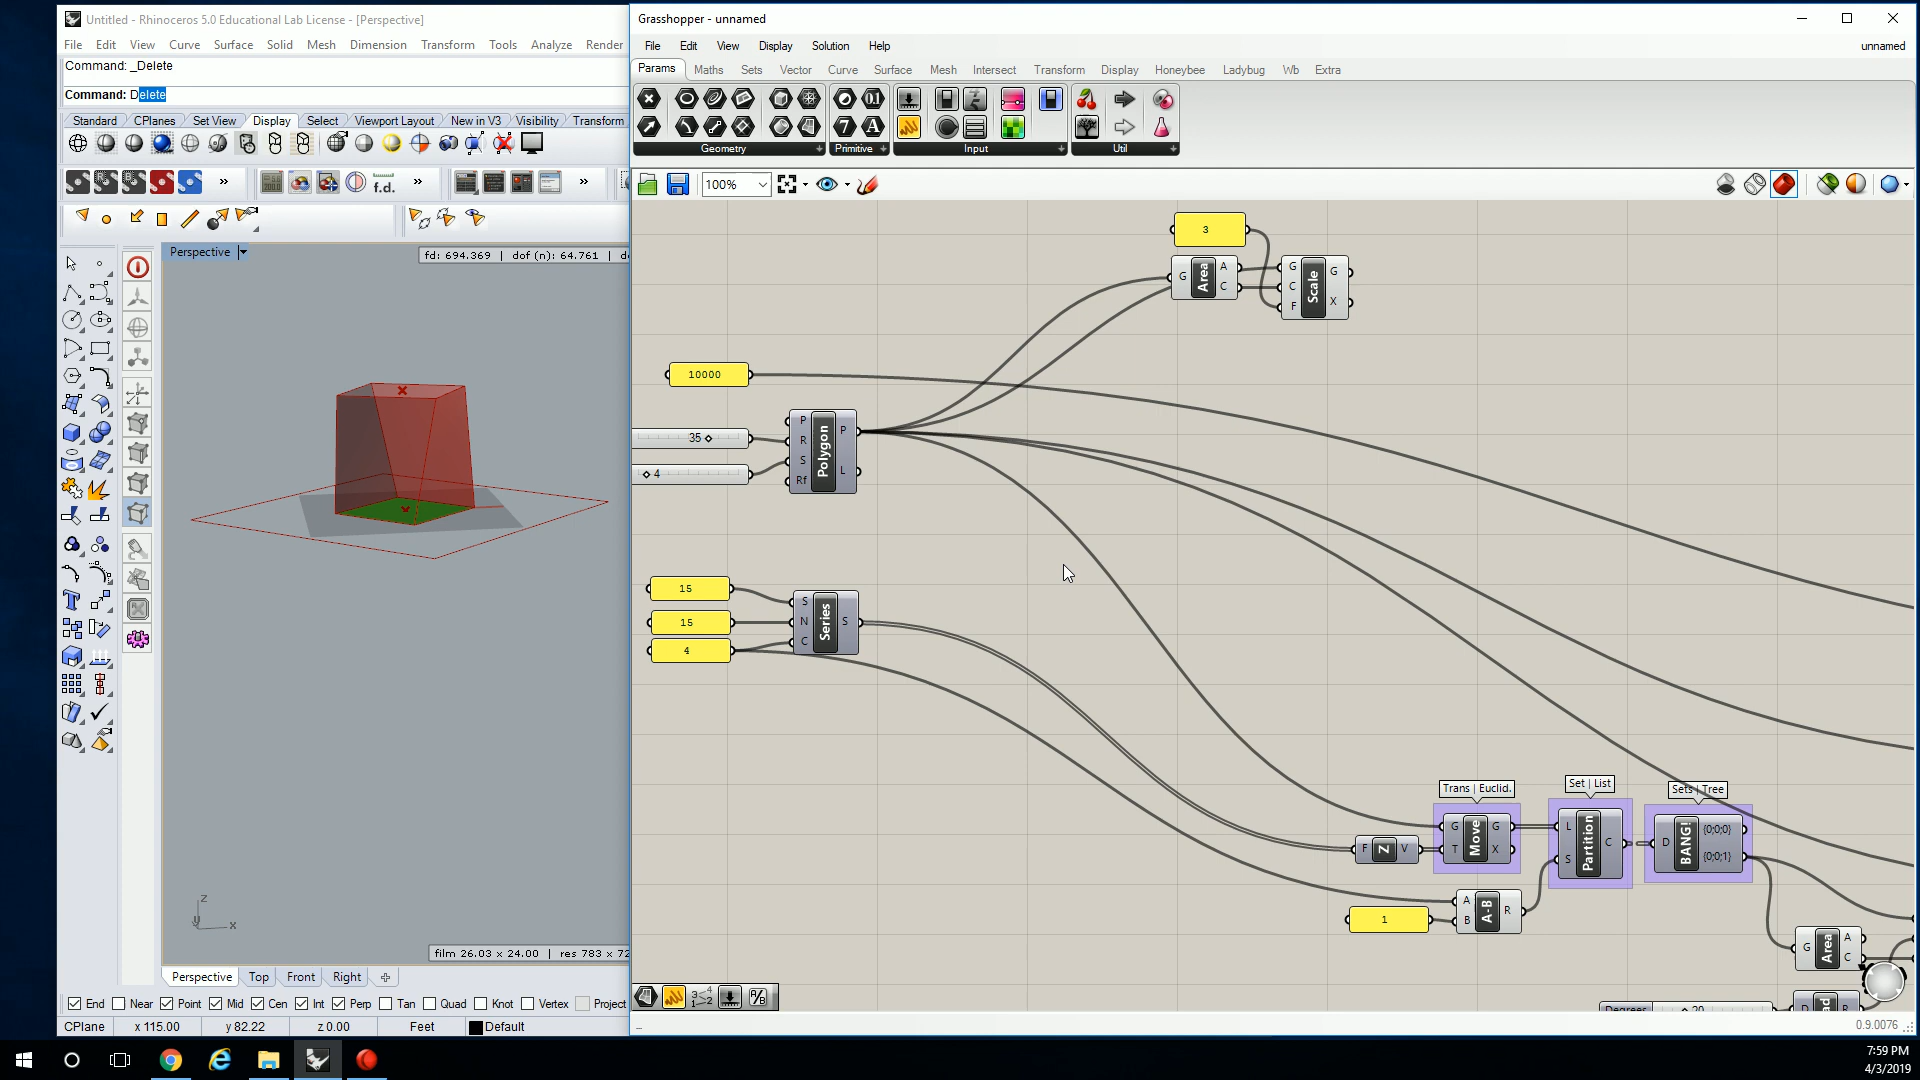 Untitled - Rhinoceros 5.0 Educational Lab License - [Perspective]
File Edit View Curve Surface Solid Mesh Dimension Transform Tools Analyze Render
Command: _Delete
Command: Delete
Standard CPlanes Set View Display Select Viewport Layout New in V3 Visibility Transform
f.d.
Perspective
fd: 694.369 | dof (n): 64.761 |
z
y
x
film 26.03 x 24.00 | res 783 x 72
Perspective Top Front Right
End Near Point Mid Cen Int Perp Tan Quad Knot Vertex Project
CPlane x 115.00 y 82.22 z 0.00 Feet Default
Grasshopper - unnamed
File Edit View Display Solution Help
unnamed
Params Maths Sets Vector Curve Surface Mesh Intersect Transform Display Honeybee Ladybug Wb Extra
Geometry Primitive Input Util
100%
3
G Area A C
G C F Scale G X
10000
35
4
P R S Rf Polygon P L
15
15
4
S N C Series S
Trans | Euclid.
Set | List
Sets | Tree
F Z V
G T Move G X
L S Partition C
D BANG! {0;0;0} {0;0;1}
1
A B A-B R
G Area A C
Degrees 20
D R
0.9.0076
7:59 PM
4/3/2019